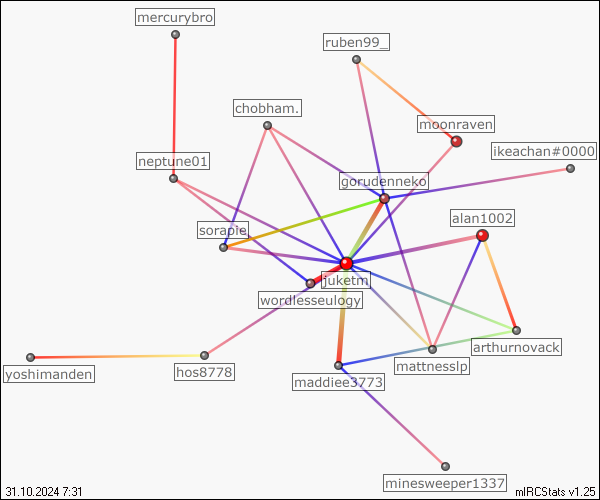 mercurybro
ruben99_
chobham.
moonraven
ikeachan#0000
neptune01
gorudenneko
alan1002
sorapie
juketm
wordlesseulogy
arthurnovack
yoshimanden
hos8778
mattnesslp
maddiee3773
minesweeper1337
31.10.2024 7:31
mIRCStats v1.25